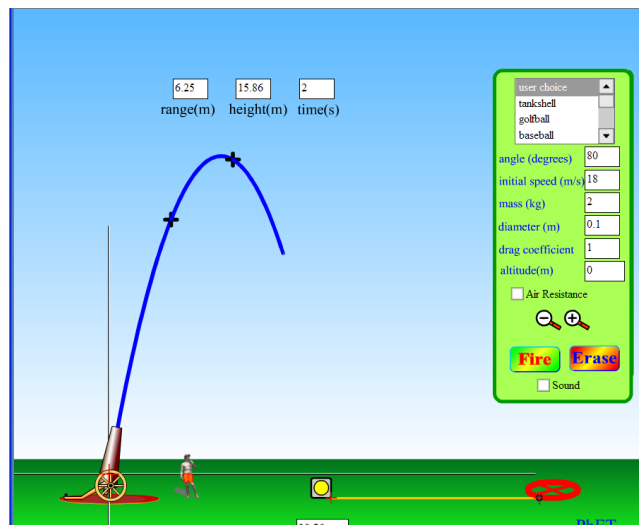 6.25 15.86 2
range(m) height(m) time(s)
user choice
tankshell
golfball
baseball
angle (degrees) 80
initial speed (m/s) 18
mass (kg) 2
diameter (m) 0.1
drag coefficient 1
altitude(m) 0
Air Resistance
Fire Erase
Sound
PhET